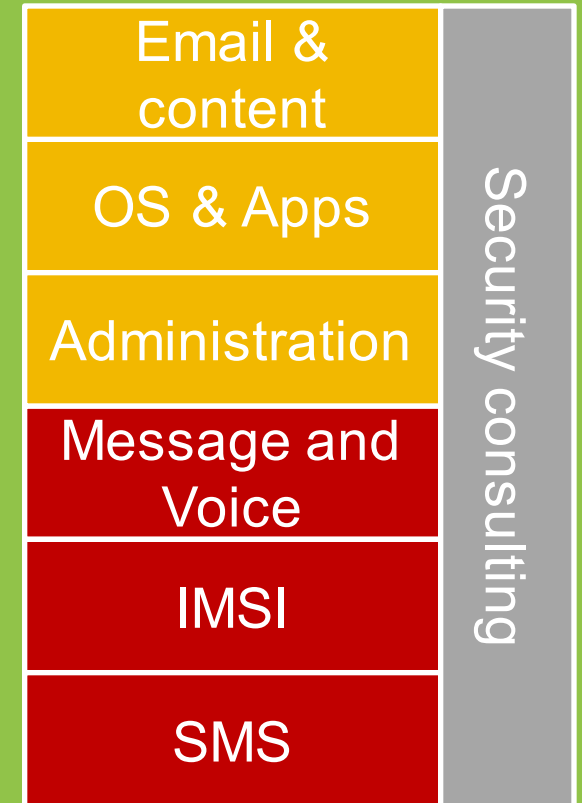 Email &
content
OS & Apps
Administration
Message and
Voice
IMSI
SMS
Security consulting